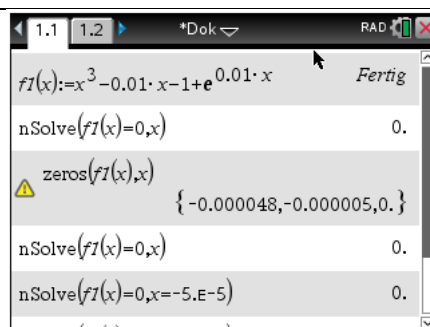 1.1 1.2 *Dok RAD
f1(x):=x³−0.01·x−1+e^0.01·x Fertig
nSolve(f1(x)=0,x) 0.
zeros(f1(x),x)
{-0.000048,-0.000005,0.}
nSolve(f1(x)=0,x) 0.
nSolve(f1(x)=0,x=-5.E-5) 0.